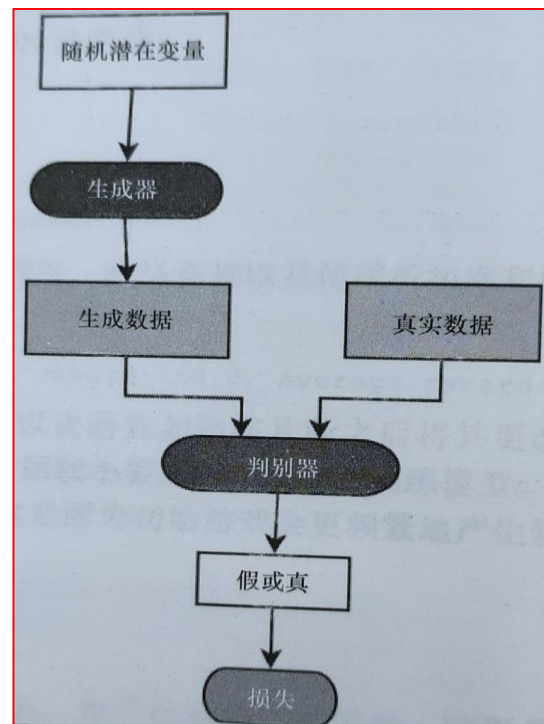 随机潜在变量
生成器
生成数据
真实数据
判别器
假或真
损失